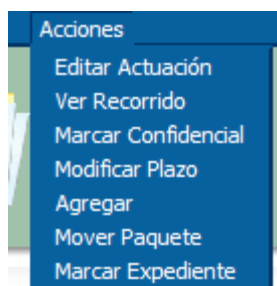 Acciones
Editar Actuación
Ver Recorrido
Marcar Confidencial
Modificar Plazo
Agregar
Mover Paquete
Marcar Expediente